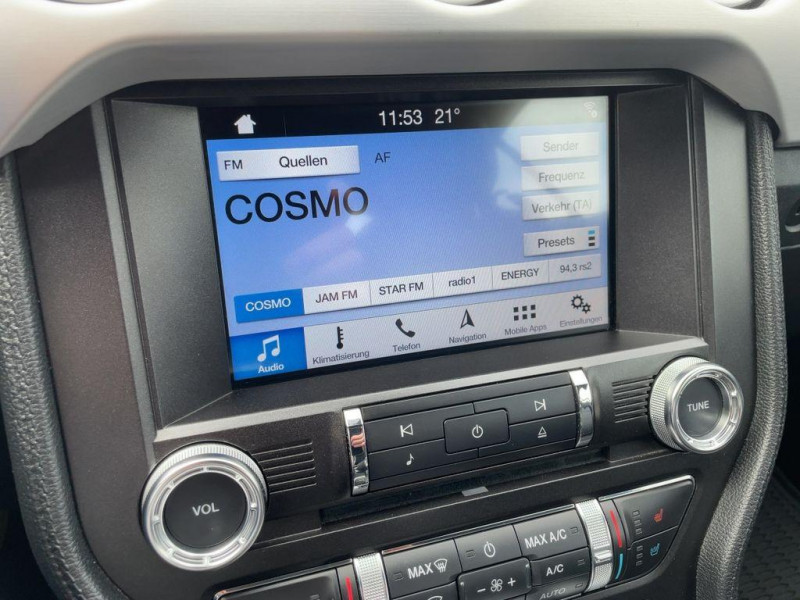 11:53 21°
FM Quellen AF Sender
COSMO
Frequenz
Verkehr (TA)
Presets
COSMO JAM FM STAR FM radio1 ENERGY 94,3 rs2
Audio Klimatisierung Telefon Navigation Mobile Apps Einstellungen
TUNE
VOL
MAX A/C
MAX
A/C
AUTO